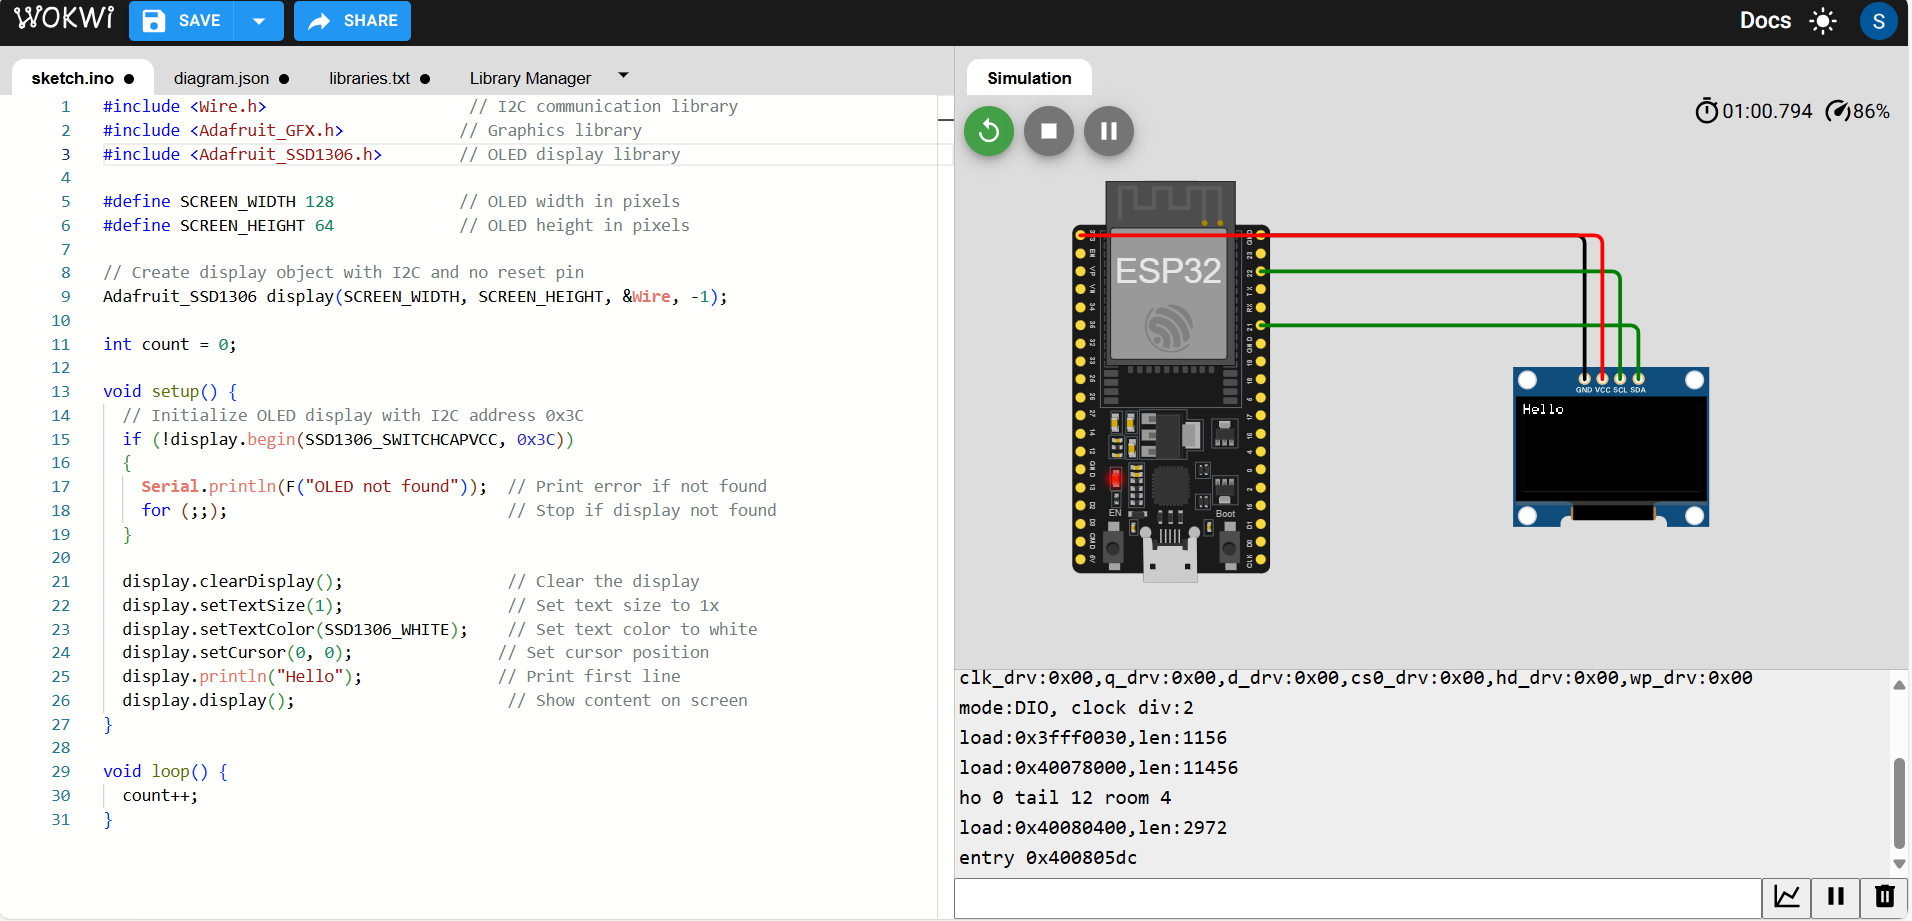 WOKWI SAVE SHARE Docs S
sketch.ino ● diagram.json ● libraries.txt ● Library Manager
1 #include <Wire.h> // I2C communication library
2 #include <Adafruit_GFX.h> // Graphics library
3 #include <Adafruit_SSD1306.h> // OLED display library
4
5 #define SCREEN_WIDTH 128 // OLED width in pixels
6 #define SCREEN_HEIGHT 64 // OLED height in pixels
7
8 // Create display object with I2C and no reset pin
9 Adafruit_SSD1306 display(SCREEN_WIDTH, SCREEN_HEIGHT, &Wire, -1);
10
11 int count = 0;
12
13 void setup() {
14 // Initialize OLED display with I2C address 0x3C
15 if (!display.begin(SSD1306_SWITCHCAPVCC, 0x3C))
16 {
17 Serial.println(F("OLED not found")); // Print error if not found
18 for (;;); // Stop if display not found
19 }
20
21 display.clearDisplay(); // Clear the display
22 display.setTextSize(1); // Set text size to 1x
23 display.setTextColor(SSD1306_WHITE); // Set text color to white
24 display.setCursor(0, 0); // Set cursor position
25 display.println("Hello"); // Print first line
26 display.display(); // Show content on screen
27 }
28
29 void loop() {
30 count++;
31 }
Simulation
01:00.794 86%
ESP32
EN Boot
GND VCC SCL SDA
Hello
clk_drv:0x00,q_drv:0x00,d_drv:0x00,cs0_drv:0x00,hd_drv:0x00,wp_drv:0x00
mode:DIO, clock div:2
load:0x3fff0030,len:1156
load:0x40078000,len:11456
ho 0 tail 12 room 4
load:0x40080400,len:2972
entry 0x400805dc